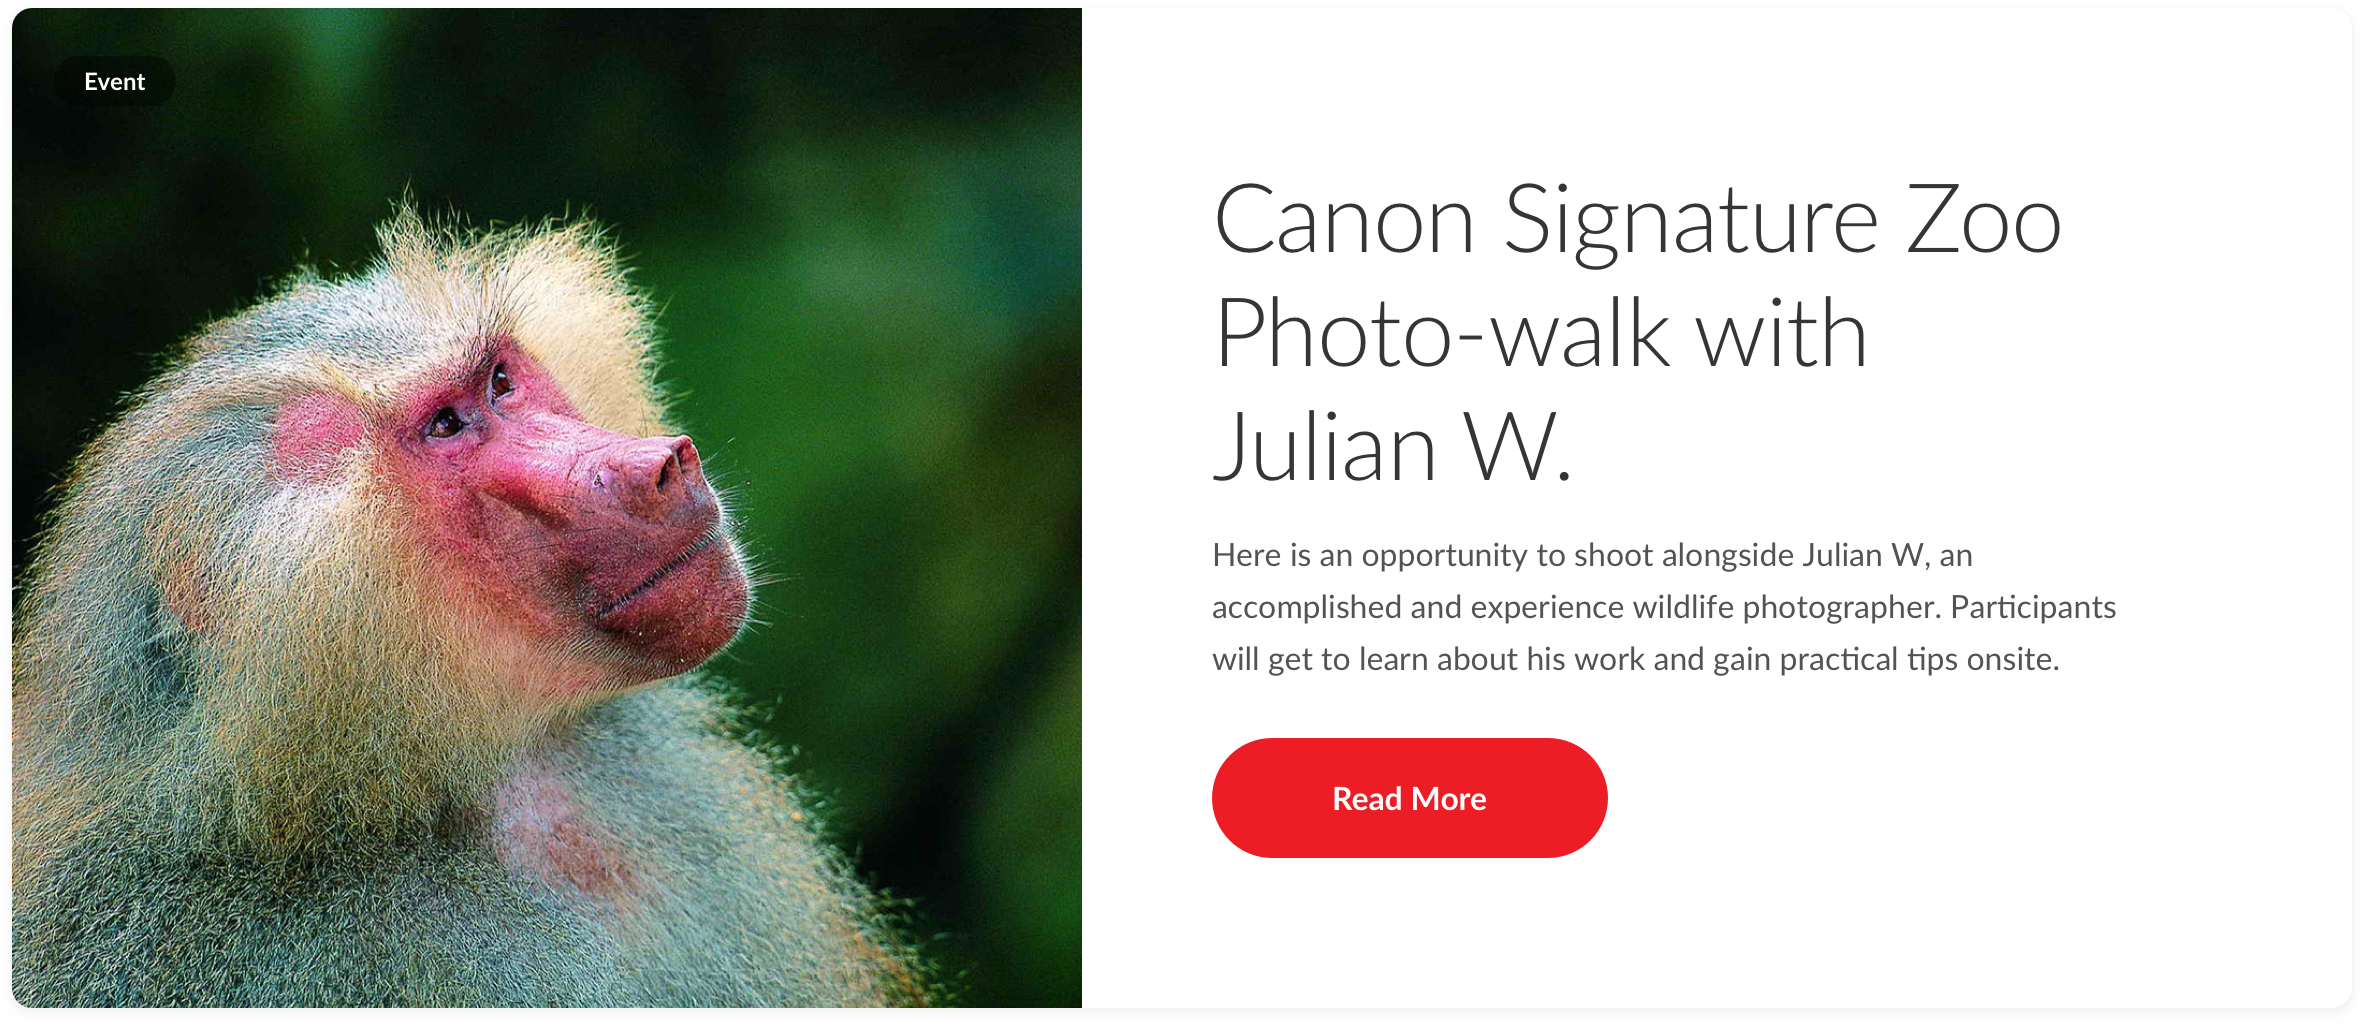 Event
Canon Signature Zoo
Photo-walk with
Julian W.
Here is an opportunity to shoot alongside Julian W, an
accomplished and experience wildlife photographer. Participants
will get to learn about his work and gain practical tips onsite.
Read More